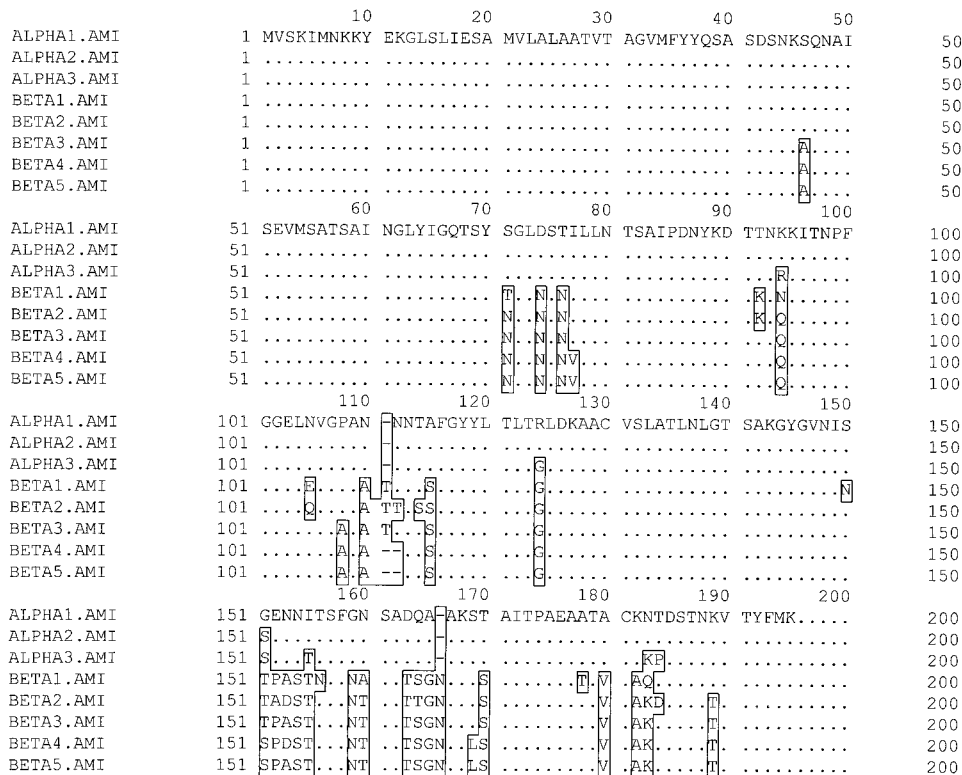 10 20 30 40 50
ALPHA1.AMI 1 MVSKIMNKKY EKGLSLIESA MVLALAATVT AGVMFYYQSA SDSNKSQNAI 50
ALPHA2.AMI 1 .......... .......... .......... .......... .......... 50
ALPHA3.AMI 1 .......... .......... .......... .......... .......... 50
BETA1.AMI 1 .......... .......... .......... .......... .......... 50
BETA2.AMI 1 .......... .......... .......... .......... .......... 50
BETA3.AMI 1 .......... .......... .......... .......... .....A.... 50
BETA4.AMI 1 .......... .......... .......... .......... .....A.... 50
BETA5.AMI 1 .......... .......... .......... .......... .....A.... 50
60 70 80 90 100
ALPHA1.AMI 51 SEVMSATSAI NGLYIGQTSY SGLDSTILLN TSAIPDNYKD TTNKKITNPF 100
ALPHA2.AMI 51 .......... .......... .......... .......... .......... 100
ALPHA3.AMI 51 .......... .......... .......... .......... ...R...... 100
BETA1.AMI 51 .......... .......... T..N.N.... .......... .K.N...... 100
BETA2.AMI 51 .......... .......... N..N.N.... .......... .K.Q...... 100
BETA3.AMI 51 .......... .......... N..N.N.... .......... ...Q...... 100
BETA4.AMI 51 .......... .......... N..N.NV... .......... ...Q...... 100
BETA5.AMI 51 .......... .......... N..N.NV... .......... ...Q...... 100
110 120 130 140 150
ALPHA1.AMI 101 GGELNVGPAN -NNTAFGYYL TLTRLDKAAC VSLATLNLGT SAKGYGVNIS 150
ALPHA2.AMI 101 .......... -......... .......... .......... .......... 150
ALPHA3.AMI 101 .......... -......... ...G...... .......... .......... 150
BETA1.AMI 101 ....E....A T...S..... ...G...... .......... .........N 150
BETA2.AMI 101 ....Q....A TT.SS..... ...G...... .......... .......... 150
BETA3.AMI 101 .......A.A T...S..... ...G...... .......... .......... 150
BETA4.AMI 101 .......A.A --..S..... ...G...... .......... .......... 150
BETA5.AMI 101 .......A.A --..S..... ...G...... .......... .......... 150
160 170 180 190 200
ALPHA1.AMI 151 GENNITSFGN SADQA-AKST AITPAEAATA CKNTDSTNKV TYFMK..... 200
ALPHA2.AMI 151 S......... .....-.... .......... .......... .......... 200
ALPHA3.AMI 151 S...T..... .....-.... .......... ..KP...... .......... 200
BETA1.AMI 151 TPASTN..NA ..TSGN...S .......T.V .AQ....... .......... 200
BETA2.AMI 151 TADST...NT ..TTGN...S .........V .AKD....T. .......... 200
BETA3.AMI 151 TPAST...NT ..TSGN...S .........V .AK.....T. .......... 200
BETA4.AMI 151 SPDST...NT ..TSGN..LS .........V .AK.....T. .......... 200
BETA5.AMI 151 SPAST...NT ..TSGN..LS .........V .AK.....T. .......... 200